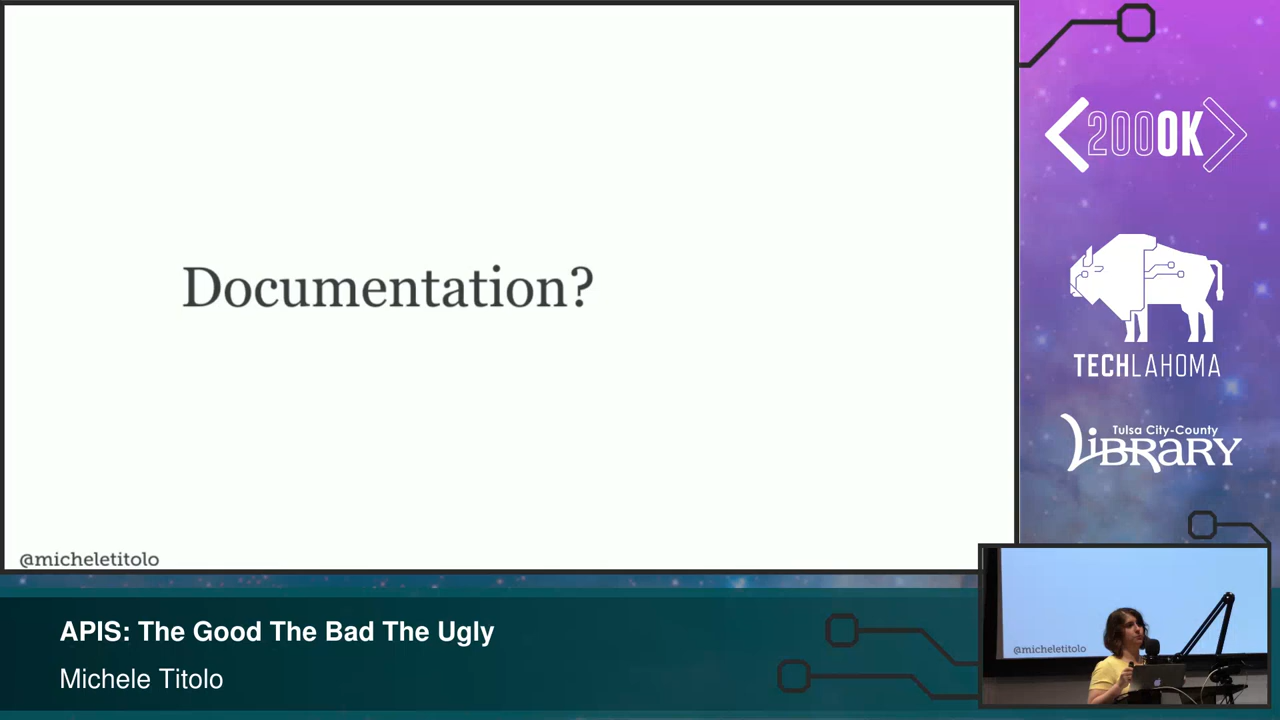 Documentation?
@micheletitolo
200OK
TECHLAHOMA
Tulsa City-County
LIBRARY
@micheletitolo
APIS: The Good The Bad The Ugly
Michele Titolo